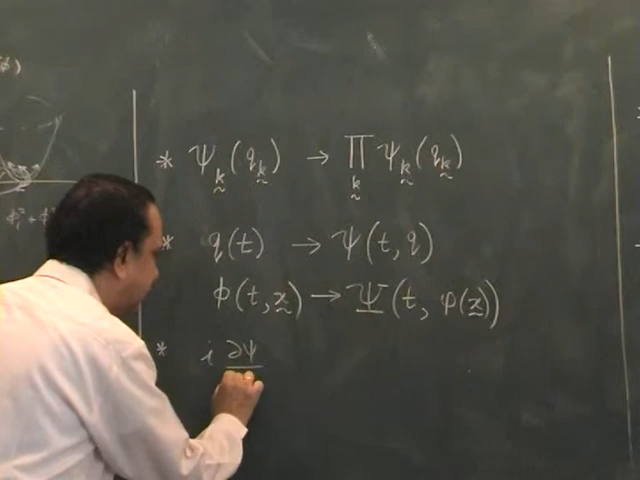 * ψ_k̰ (q_k̰) → ∏_k̰ ψ_k̰ (q_k̰)
* q(t) → ψ(t, q)
φ(t, x̰) → Ψ(t, φ(x̰))
* i ∂ψ